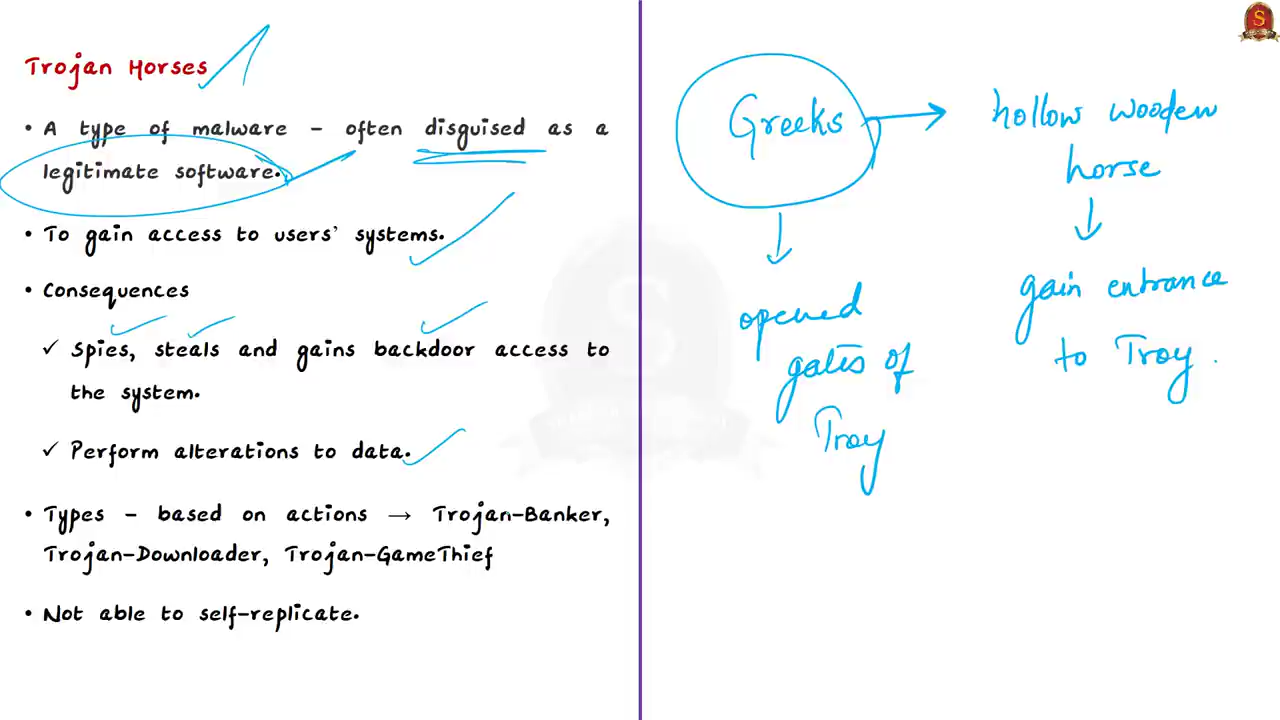 Trojan Horses
• A type of malware – often disguised as a
legitimate software.
• To gain access to users' systems.
• Consequences
✓ Spies, steals and gains backdoor access to
the system.
✓ Perform alterations to data.
• Types – based on actions → Trojan-Banker,
Trojan-Downloader, Trojan-GameThief
• Not able to self-replicate.
Greeks → hollow wooden
horse
↓
gain entrance
to Troy.
↓
opened
gates of
Troy
S